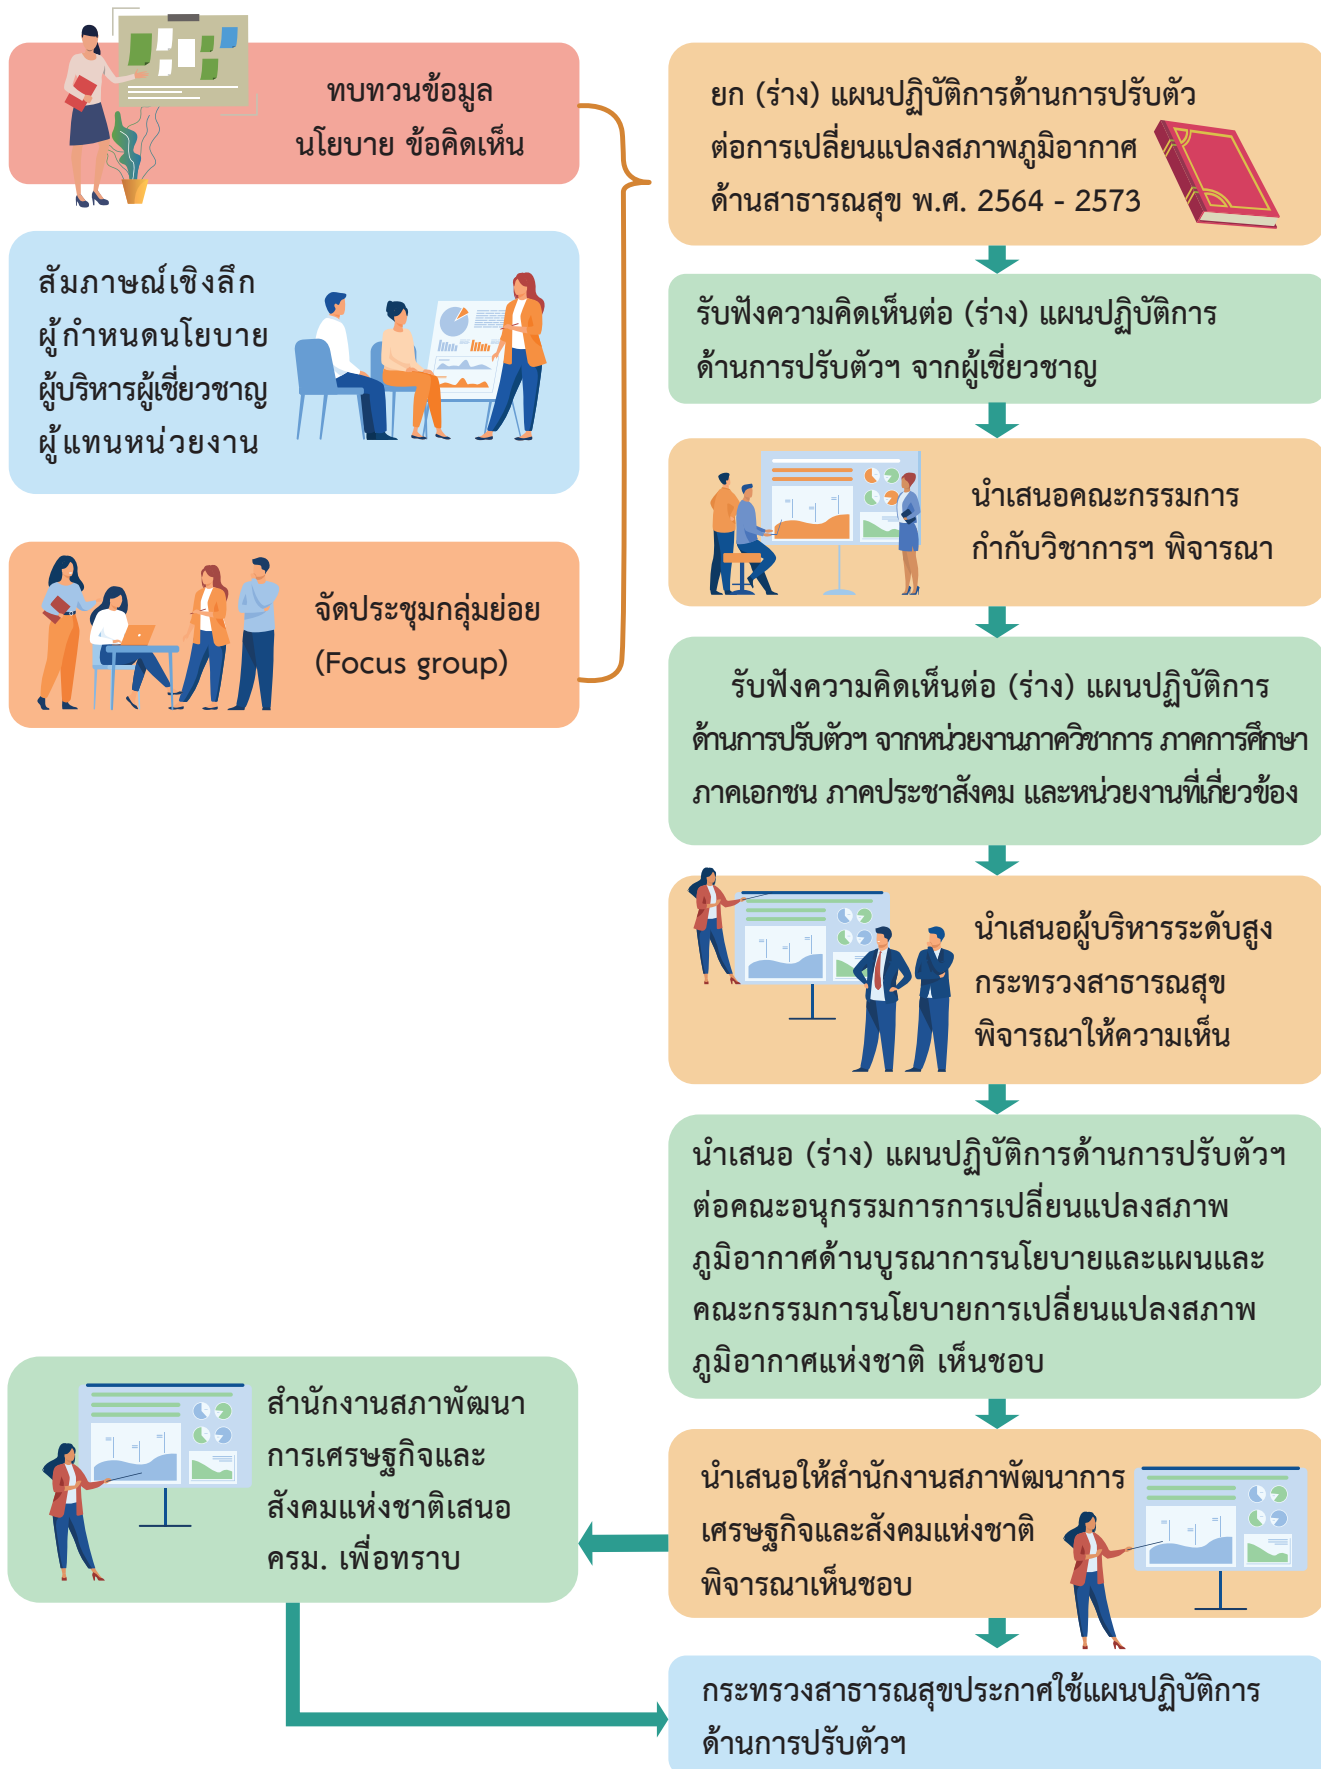 ทบทวนข้อมูล
นโยบาย ข้อคิดเห็น
สัมภาษณ์เชิงลึก
ผู้กำหนดนโยบาย
ผู้บริหารผู้เชี่ยวชาญ
ผู้แทนหน่วยงาน
จัดประชุมกลุ่มย่อย
(Focus group)
ยก (ร่าง) แผนปฏิบัติการด้านการปรับตัว
ต่อการเปลี่ยนแปลงสภาพภูมิอากาศ
ด้านสาธารณสุข พ.ศ. 2564 - 2573
รับฟังความคิดเห็นต่อ (ร่าง) แผนปฏิบัติการ
ด้านการปรับตัวฯ จากผู้เชี่ยวชาญ
นำเสนอคณะกรรมการ
กำกับวิชาการฯ พิจารณา
รับฟังความคิดเห็นต่อ (ร่าง) แผนปฏิบัติการ
ด้านการปรับตัวฯ จากหน่วยงานภาควิชาการ ภาคการศึกษา
ภาคเอกชน ภาคประชาสังคม และหน่วยงานที่เกี่ยวข้อง
นำเสนอผู้บริหารระดับสูง
กระทรวงสาธารณสุข
พิจารณาให้ความเห็น
นำเสนอ (ร่าง) แผนปฏิบัติการด้านการปรับตัวฯ
ต่อคณะอนุกรรมการการเปลี่ยนแปลงสภาพ
ภูมิอากาศด้านบูรณาการนโยบายและแผนและ
คณะกรรมการนโยบายการเปลี่ยนแปลงสภาพ
ภูมิอากาศแห่งชาติ เห็นชอบ
นำเสนอให้สำนักงานสภาพัฒนาการ
เศรษฐกิจและสังคมแห่งชาติ
พิจารณาเห็นชอบ
สำนักงานสภาพัฒนา
การเศรษฐกิจและ
สังคมแห่งชาติเสนอ
ครม. เพื่อทราบ
กระทรวงสาธารณสุขประกาศใช้แผนปฏิบัติการ
ด้านการปรับตัวฯ